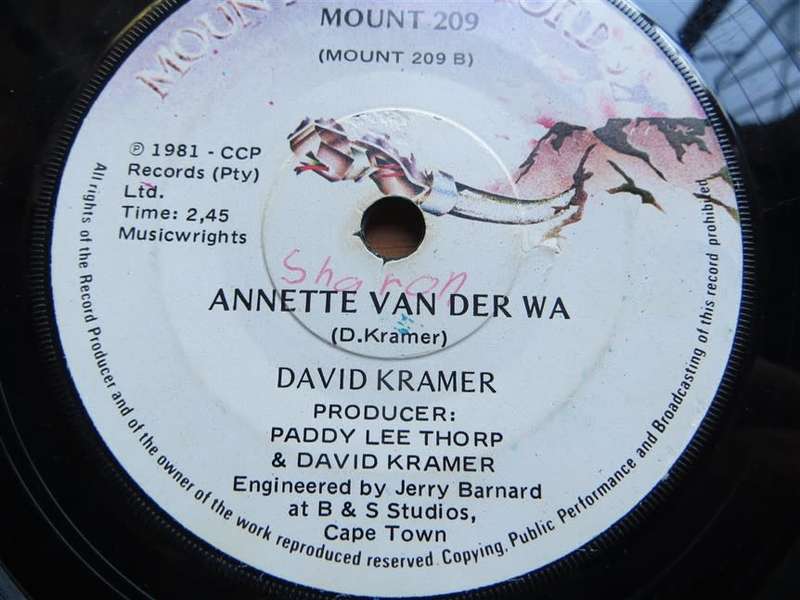 MOUNT 209
(MOUNT 209 B)
℗ 1981 - CCP
Records (Pty)
Ltd.
Time: 2,45
Musicwrights
Sharon
ANNETTE VAN DER WA
(D.Kramer)
DAVID KRAMER
PRODUCER:
PADDY LEE THORP
& DAVID KRAMER
Engineered by Jerry Barnard
at B & S Studios,
Cape Town
All rights of the Record Producer and of the owner of the work reproduced reserved. Copying, Public Performance and Broadcasting of this record prohibited